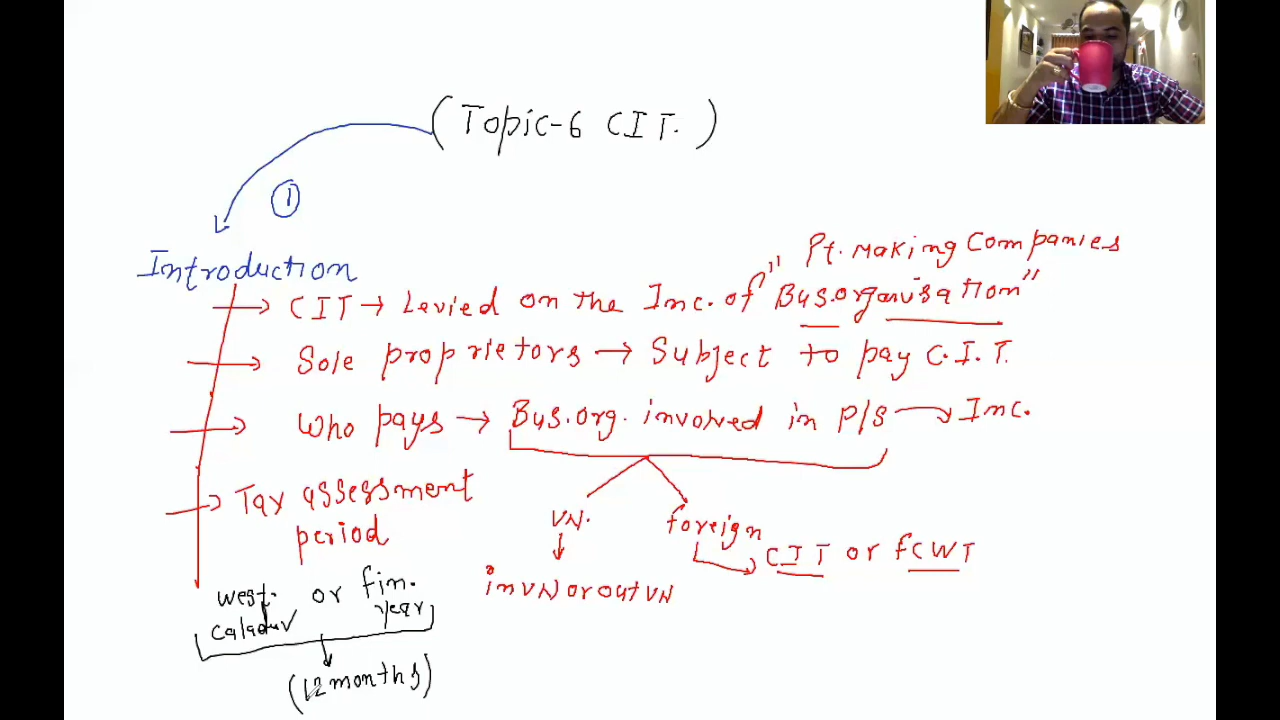 (Topic-6 CIT.)
1
Introduction
Pt. Making Companies
CIT → Levied on the Inc. of "Bus.organisation"
Sole proprietors → Subject to pay C.I.T.
Who pays → Bus.org. involved in P/S → Inc.
Tax assessment
period
VN.
foreign
CIT or fCWT
in VN or out VN
west. or fin.
year
(12 months)